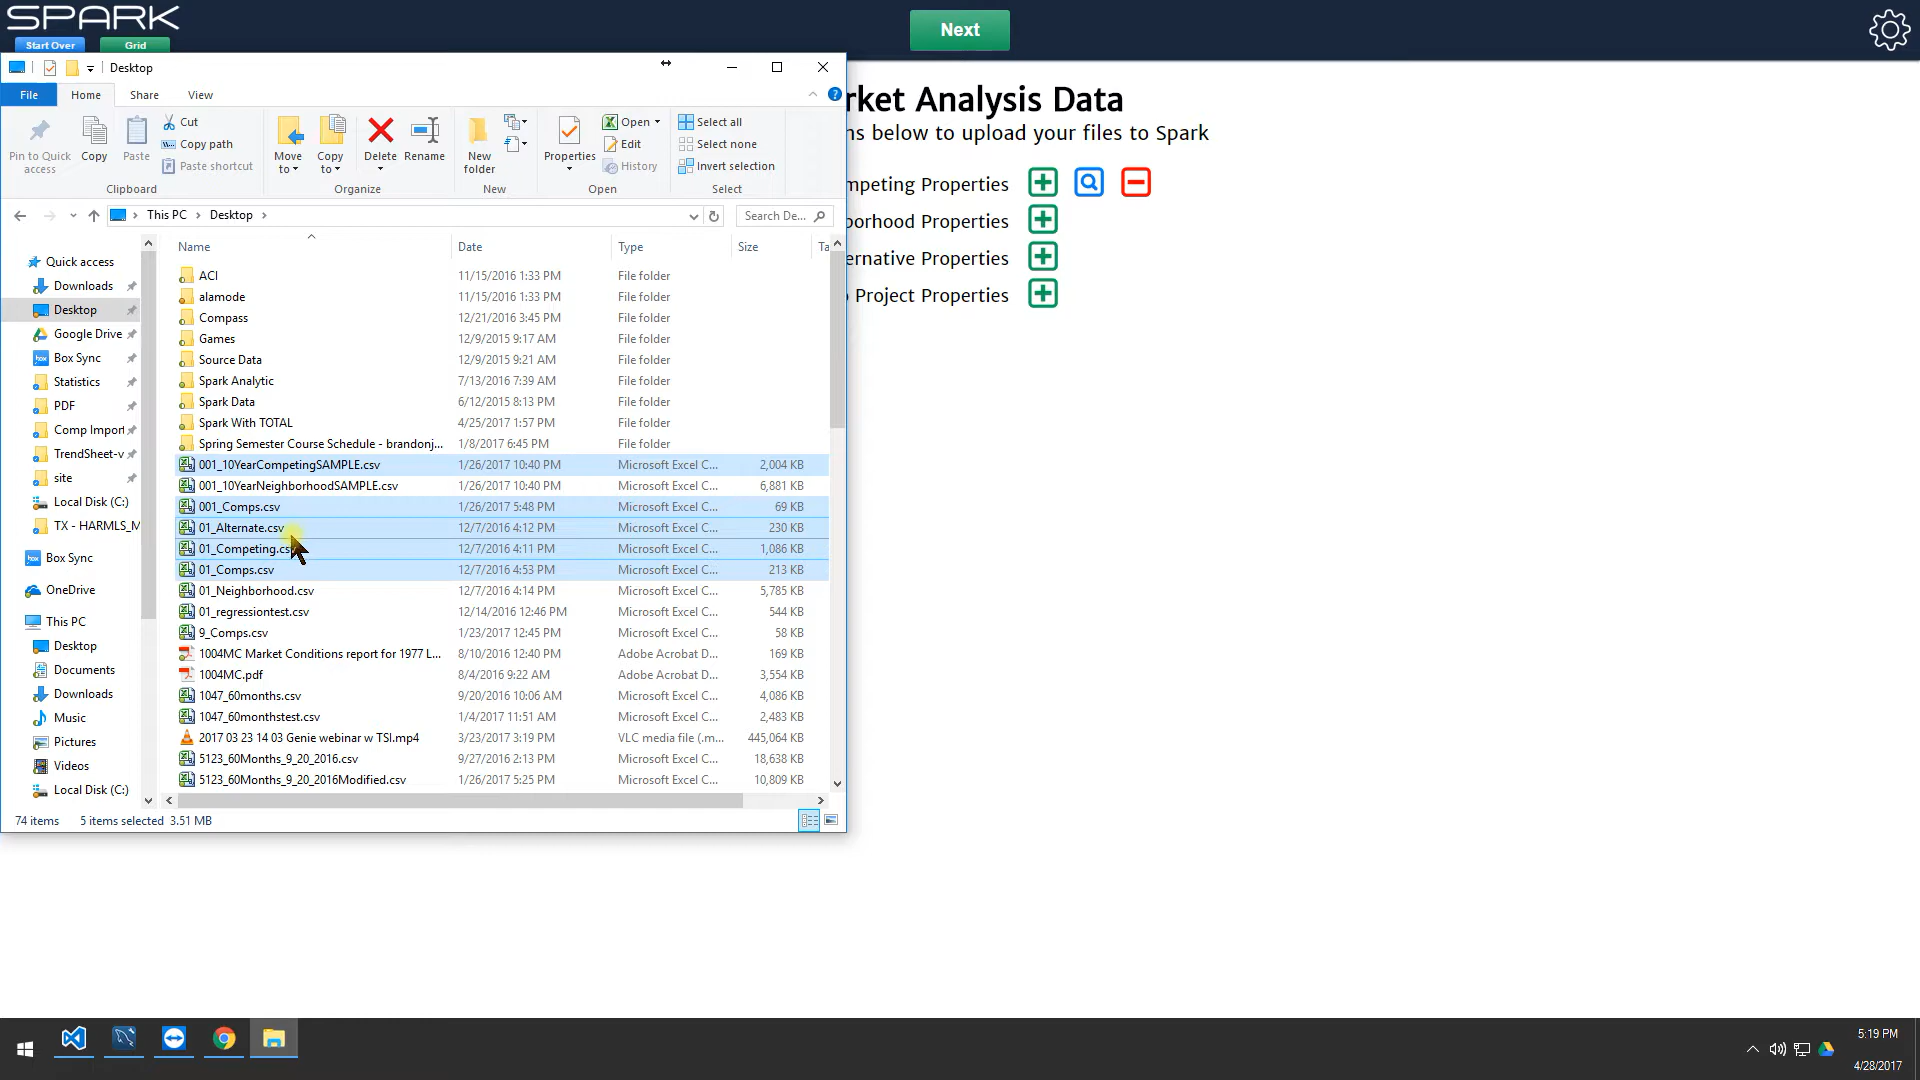 SPARK
Start Over Grid
Next
Desktop
File Home Share View
Pin to Quick access
Copy
Paste
Cut
Copy path
Paste shortcut
Clipboard
Move to
Copy to
Delete
Rename
Organize
New folder
New
Properties
Open
Edit
History
Open
Select all
Select none
Invert selection
Select
This PC Desktop
Search De...
Quick access
Downloads
Desktop
Google Drive
Box Sync
Statistics
PDF
Comp Import
TrendSheet-v
site
Local Disk (C:)
TX - HARMLS_M
Box Sync
OneDrive
This PC
Desktop
Documents
Downloads
Music
Pictures
Videos
Local Disk (C:)
Name Date Type Size Ta
ACI 11/15/2016 1:33 PM File folder
alamode 11/15/2016 1:33 PM File folder
Compass 12/21/2016 3:45 PM File folder
Games 12/9/2015 9:17 AM File folder
Source Data 12/9/2015 9:21 AM File folder
Spark Analytic 7/13/2016 7:39 AM File folder
Spark Data 6/12/2015 8:13 PM File folder
Spark With TOTAL 4/25/2017 1:57 PM File folder
Spring Semester Course Schedule - brandonj... 1/8/2017 6:45 PM File folder
001_10YearCompetingSAMPLE.csv 1/26/2017 10:40 PM Microsoft Excel C... 2,004 KB
001_10YearNeighborhoodSAMPLE.csv 1/26/2017 10:40 PM Microsoft Excel C... 6,881 KB
001_Comps.csv 1/26/2017 5:48 PM Microsoft Excel C... 69 KB
01_Alternate.csv 12/7/2016 4:12 PM Microsoft Excel C... 230 KB
01_Competing.csv 12/7/2016 4:11 PM Microsoft Excel C... 1,086 KB
01_Comps.csv 12/7/2016 4:53 PM Microsoft Excel C... 213 KB
01_Neighborhood.csv 12/7/2016 4:14 PM Microsoft Excel C... 5,785 KB
01_regressiontest.csv 12/14/2016 12:46 PM Microsoft Excel C... 544 KB
9_Comps.csv 1/23/2017 12:45 PM Microsoft Excel C... 58 KB
1004MC Market Conditions report for 1977 L... 8/10/2016 12:40 PM Adobe Acrobat D... 169 KB
1004MC.pdf 8/4/2016 9:22 AM Adobe Acrobat D... 3,554 KB
1047_60months.csv 9/20/2016 10:06 AM Microsoft Excel C... 4,086 KB
1047_60monthstest.csv 1/4/2017 11:51 AM Microsoft Excel C... 2,483 KB
2017 03 23 14 03 Genie webinar w TSI.mp4 3/23/2017 3:19 PM VLC media file (.m... 445,064 KB
5123_60Months_9_20_2016.csv 9/27/2016 2:13 PM Microsoft Excel C... 18,638 KB
5123_60Months_9_20_2016Modified.csv 1/26/2017 5:25 PM Microsoft Excel C... 10,809 KB
74 items 5 items selected 3.51 MB
rket Analysis Data
ns below to upload your files to Spark
mpeting Properties
borhood Properties
ernative Properties
o Project Properties
5:19 PM
4/28/2017